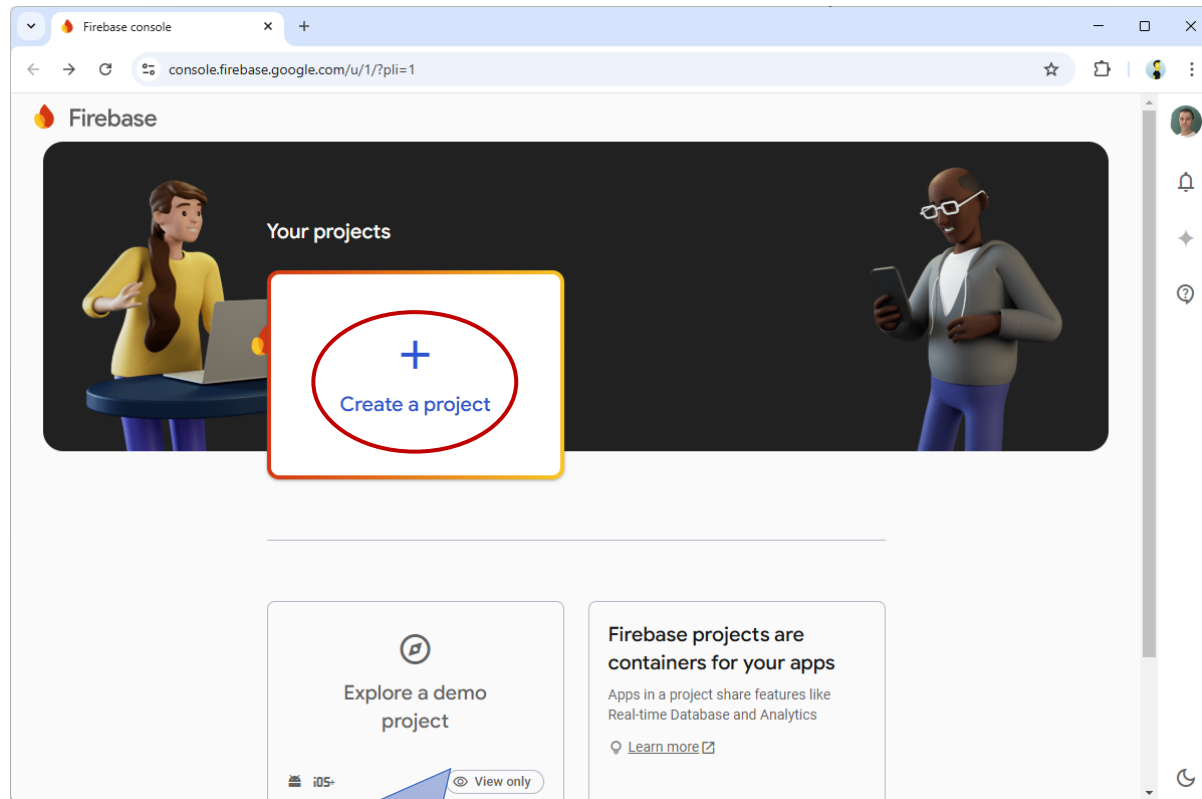 Firebase console
console.firebase.google.com/u/1/?pli=1
Firebase
Your projects
Create a project
Explore a demo
project
iOS+
View only
Firebase projects are
containers for your apps
Apps in a project share features like
Real-time Database and Analytics
Learn more